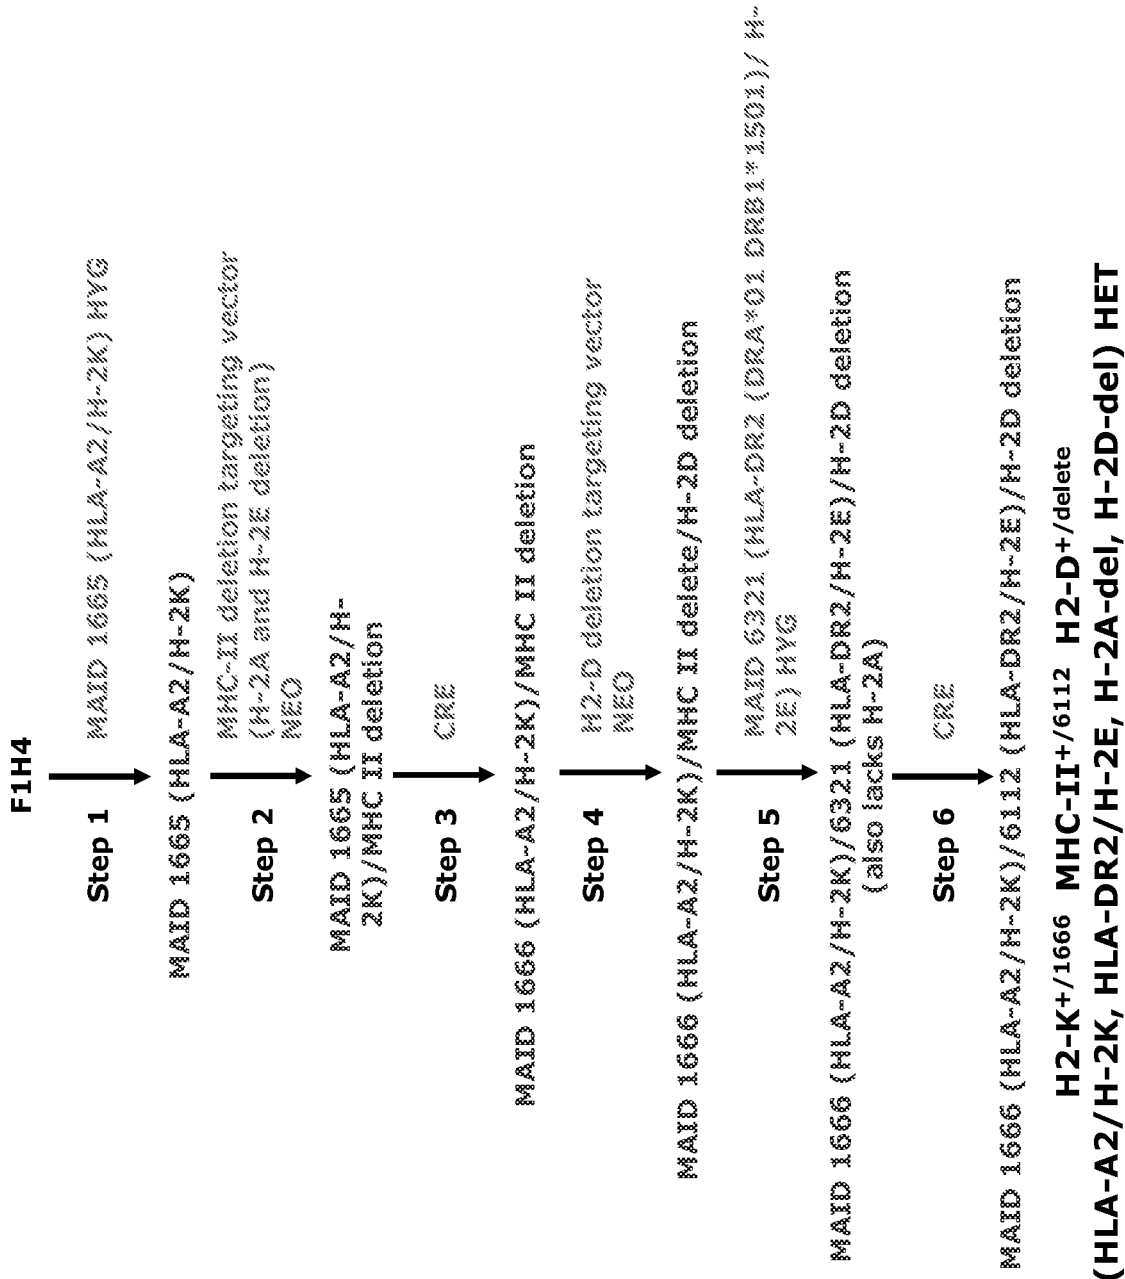 F1H4
Step 1
MAID 1665 (HLA-A2/H-2K) HYG
MAID 1665 (HLA-A2/H-2K)
Step 2
MHC-II deletion targeting vector
(H-2A and H-2E deletion)
NEO
MAID 1665 (HLA-A2/H-
2K)/MHC II deletion
Step 3
CRE
MAID 1666 (HLA-A2/H-2K)/MHC II deletion
Step 4
H2-D deletion targeting vector
NEO
MAID 1666 (HLA-A2/H-2K)/MHC II delete/H-2D deletion
Step 5
MAID 6321 (HLA-DR2 (DRA*01 DRB1*1501)/ H-
2E) HYG
MAID 1666 (HLA-A2/H-2K)/6321 (HLA-DR2/H-2E)/H-2D deletion
(also lacks H-2A)
Step 6
CRE
MAID 1666 (HLA-A2/H-2K)/6112 (HLA-DR2/H-2E)/H-2D deletion
H2-K+/1666 MHC-II+/6112 H2-D+/delete
(HLA-A2/H-2K, HLA-DR2/H-2E, H-2A-del, H-2D-del) HET